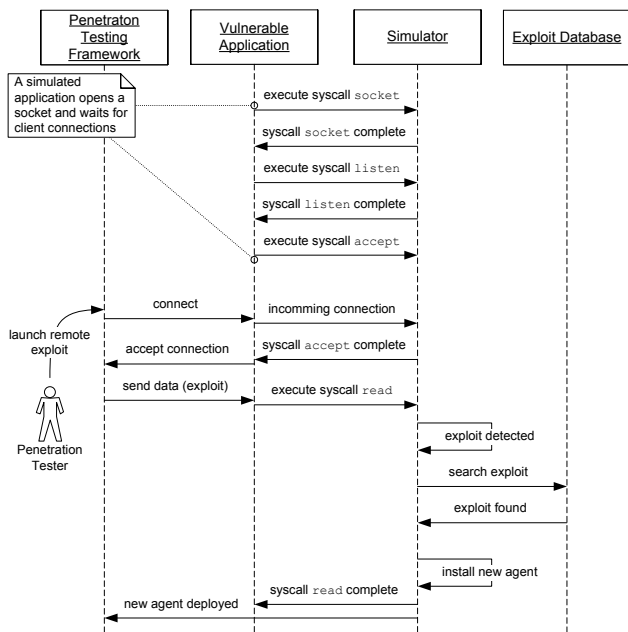 Penetraton
Testing
Framework
Vulnerable
Application
Simulator
Exploit Database
A simulated
application opens a
socket and waits for
client connections
execute syscall socket
syscall socket complete
execute syscall listen
syscall listen complete
execute syscall accept
connect
incomming connection
launch remote
exploit
accept connection
syscall accept complete
send data (exploit)
execute syscall read
Penetration
Tester
exploit detected
search exploit
exploit found
install new agent
syscall read complete
new agent deployed